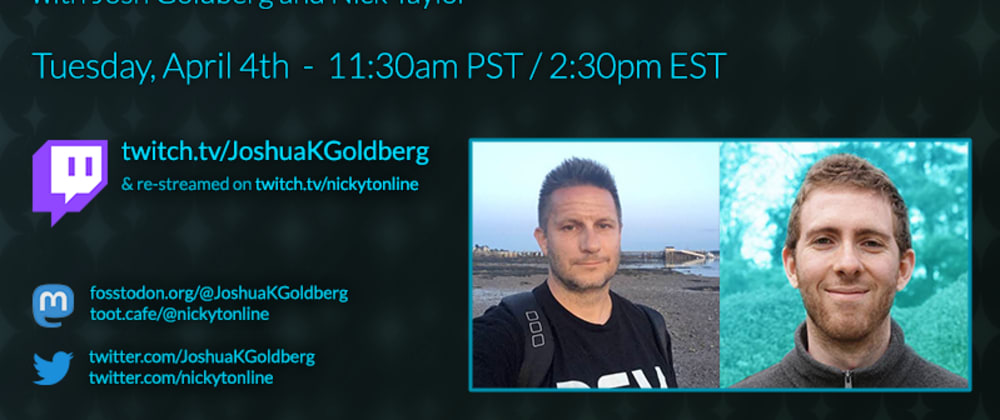 with Josh Goldberg and Nick Taylor
Tuesday, April 4th - 11:30am PST / 2:30pm EST
twitch.tv/JoshuaKGoldberg
& re-streamed on twitch.tv/nickytonline
fosstodon.org/@JoshuaKGoldberg
toot.cafe/@nickytonline
twitter.com/JoshuaKGoldberg
twitter.com/nickytonline